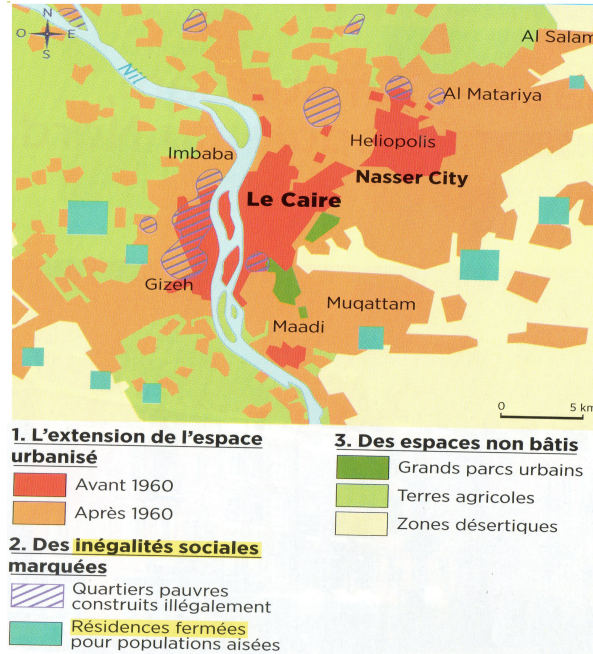 N
O
E
S
Nil
Al Salam
Al Matariya
Imbaba
Heliopolis
Nasser City
Le Caire
Gizeh
Muqattam
Maadi
0 5 km
1. L'extension de l'espace
urbanisé
Avant 1960
Après 1960
2. Des inégalités sociales
marquées
Quartiers pauvres
construits illégalement
Résidences fermées
pour populations aisées
3. Des espaces non bâtis
Grands parcs urbains
Terres agricoles
Zones désertiques